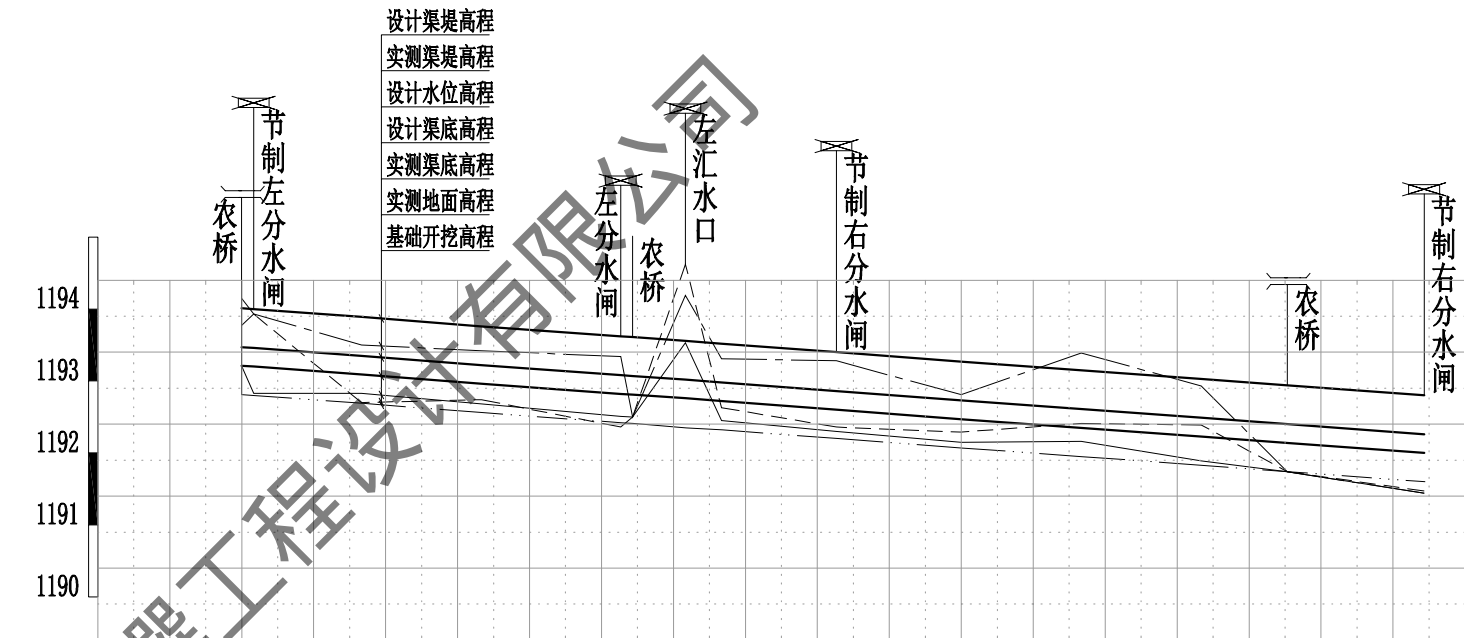 设计渠堤高程
实测渠堤高程
设计水位高程
设计渠底高程
实测渠底高程
实测地面高程
基础开挖高程
农桥
节制左分水闸
左分水闸
农桥
左汇水口
节制右分水闸
农桥
节制右分水闸
1194
1193
1192
1191
1190
工程设计有限公司